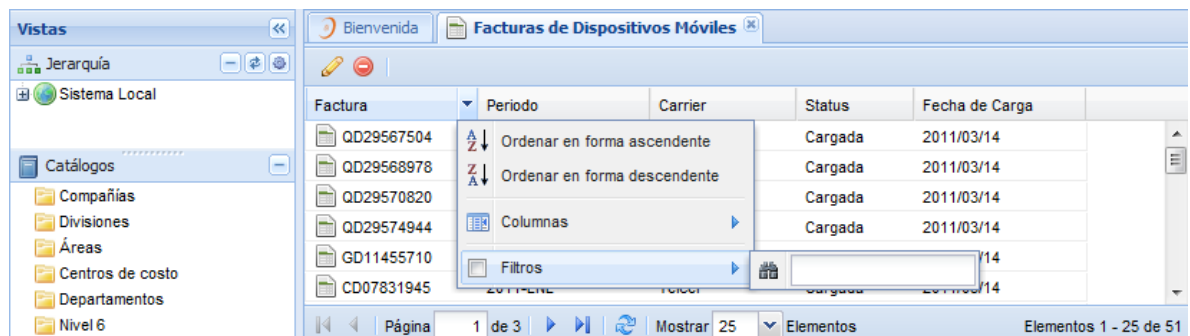 Vistas
Bienvenida
Facturas de Dispositivos Móviles
Jerarquía
Sistema Local
Factura Periodo Carrier Status Fecha de Carga
QD29567504 Cargada 2011/03/14
QD29568978 Cargada 2011/03/14
QD29570820 Cargada 2011/03/14
QD29574944 Cargada 2011/03/14
GD11455710 /14
CD07831945 /14
Ordenar en forma ascendente
Ordenar en forma descendente
Columnas
Filtros
Catálogos
Compañías
Divisiones
Áreas
Centros de costo
Departamentos
Nivel 6
Página 1 de 3 Mostrar 25 Elementos Elementos 1 - 25 de 51